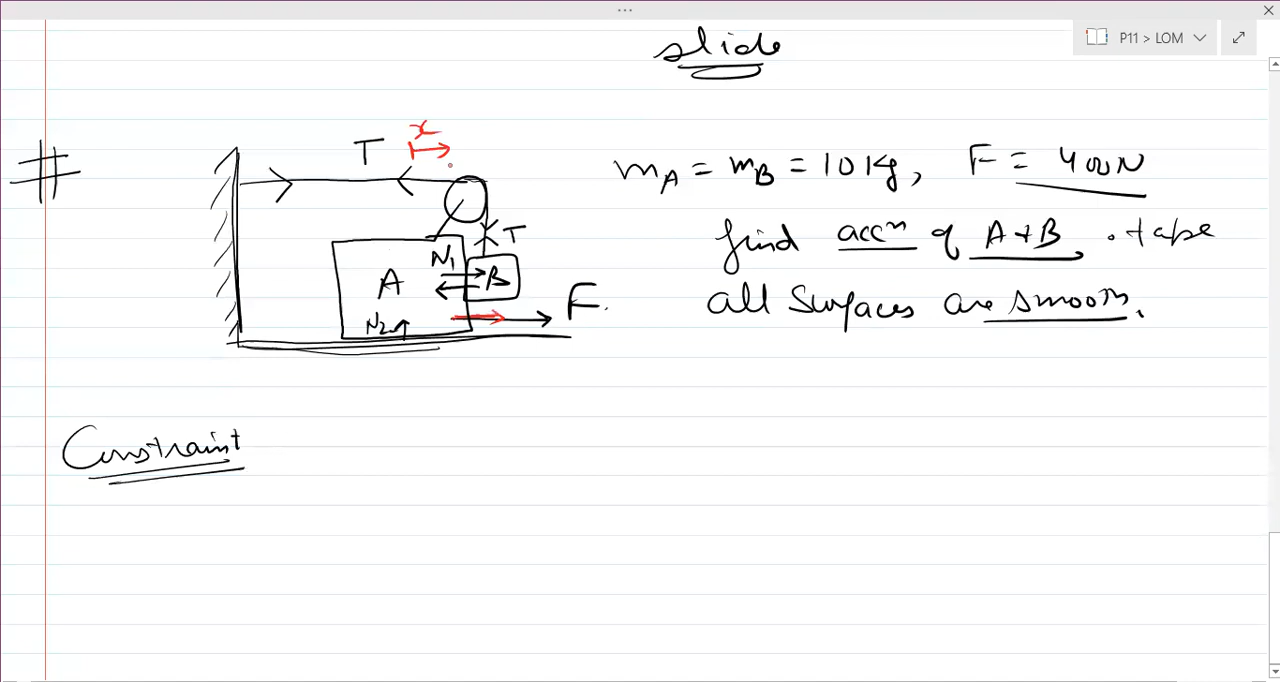 P11 > LOM
slide
# T x mA = mB = 10 Kg, F = 400N
T
find accⁿ of A+B. take
A N1 B F.
all surfaces are smooth.
N2
Constraint